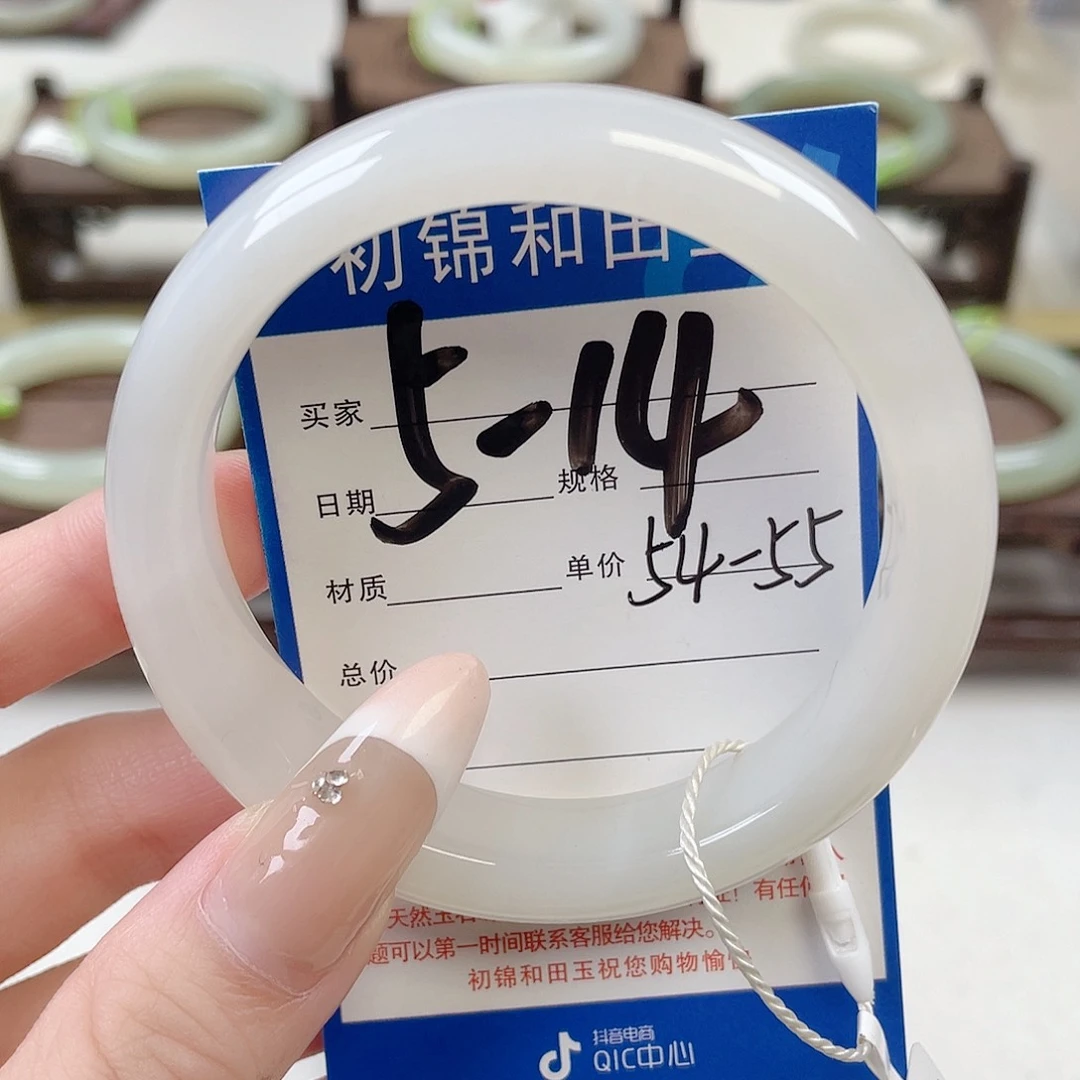 初锦和田
5-14
买家
日期 规格
材质 单价 54-55
总价
天然玉石
有任何
题可以第一时间联系客服给您解决。
初锦和田玉祝您购物愉
抖音电商
QIC中心